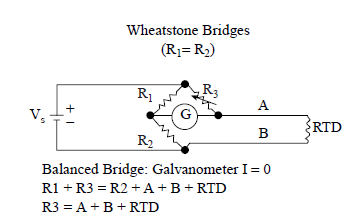 Wheatstone Bridges
(R₁= R₂)
R₁
R₃
A
Vₛ
+
G
B
RTD
R₂
Balanced Bridge: Galvanometer I = 0
R1 + R3 = R2 + A + B + RTD
R3 = A + B + RTD